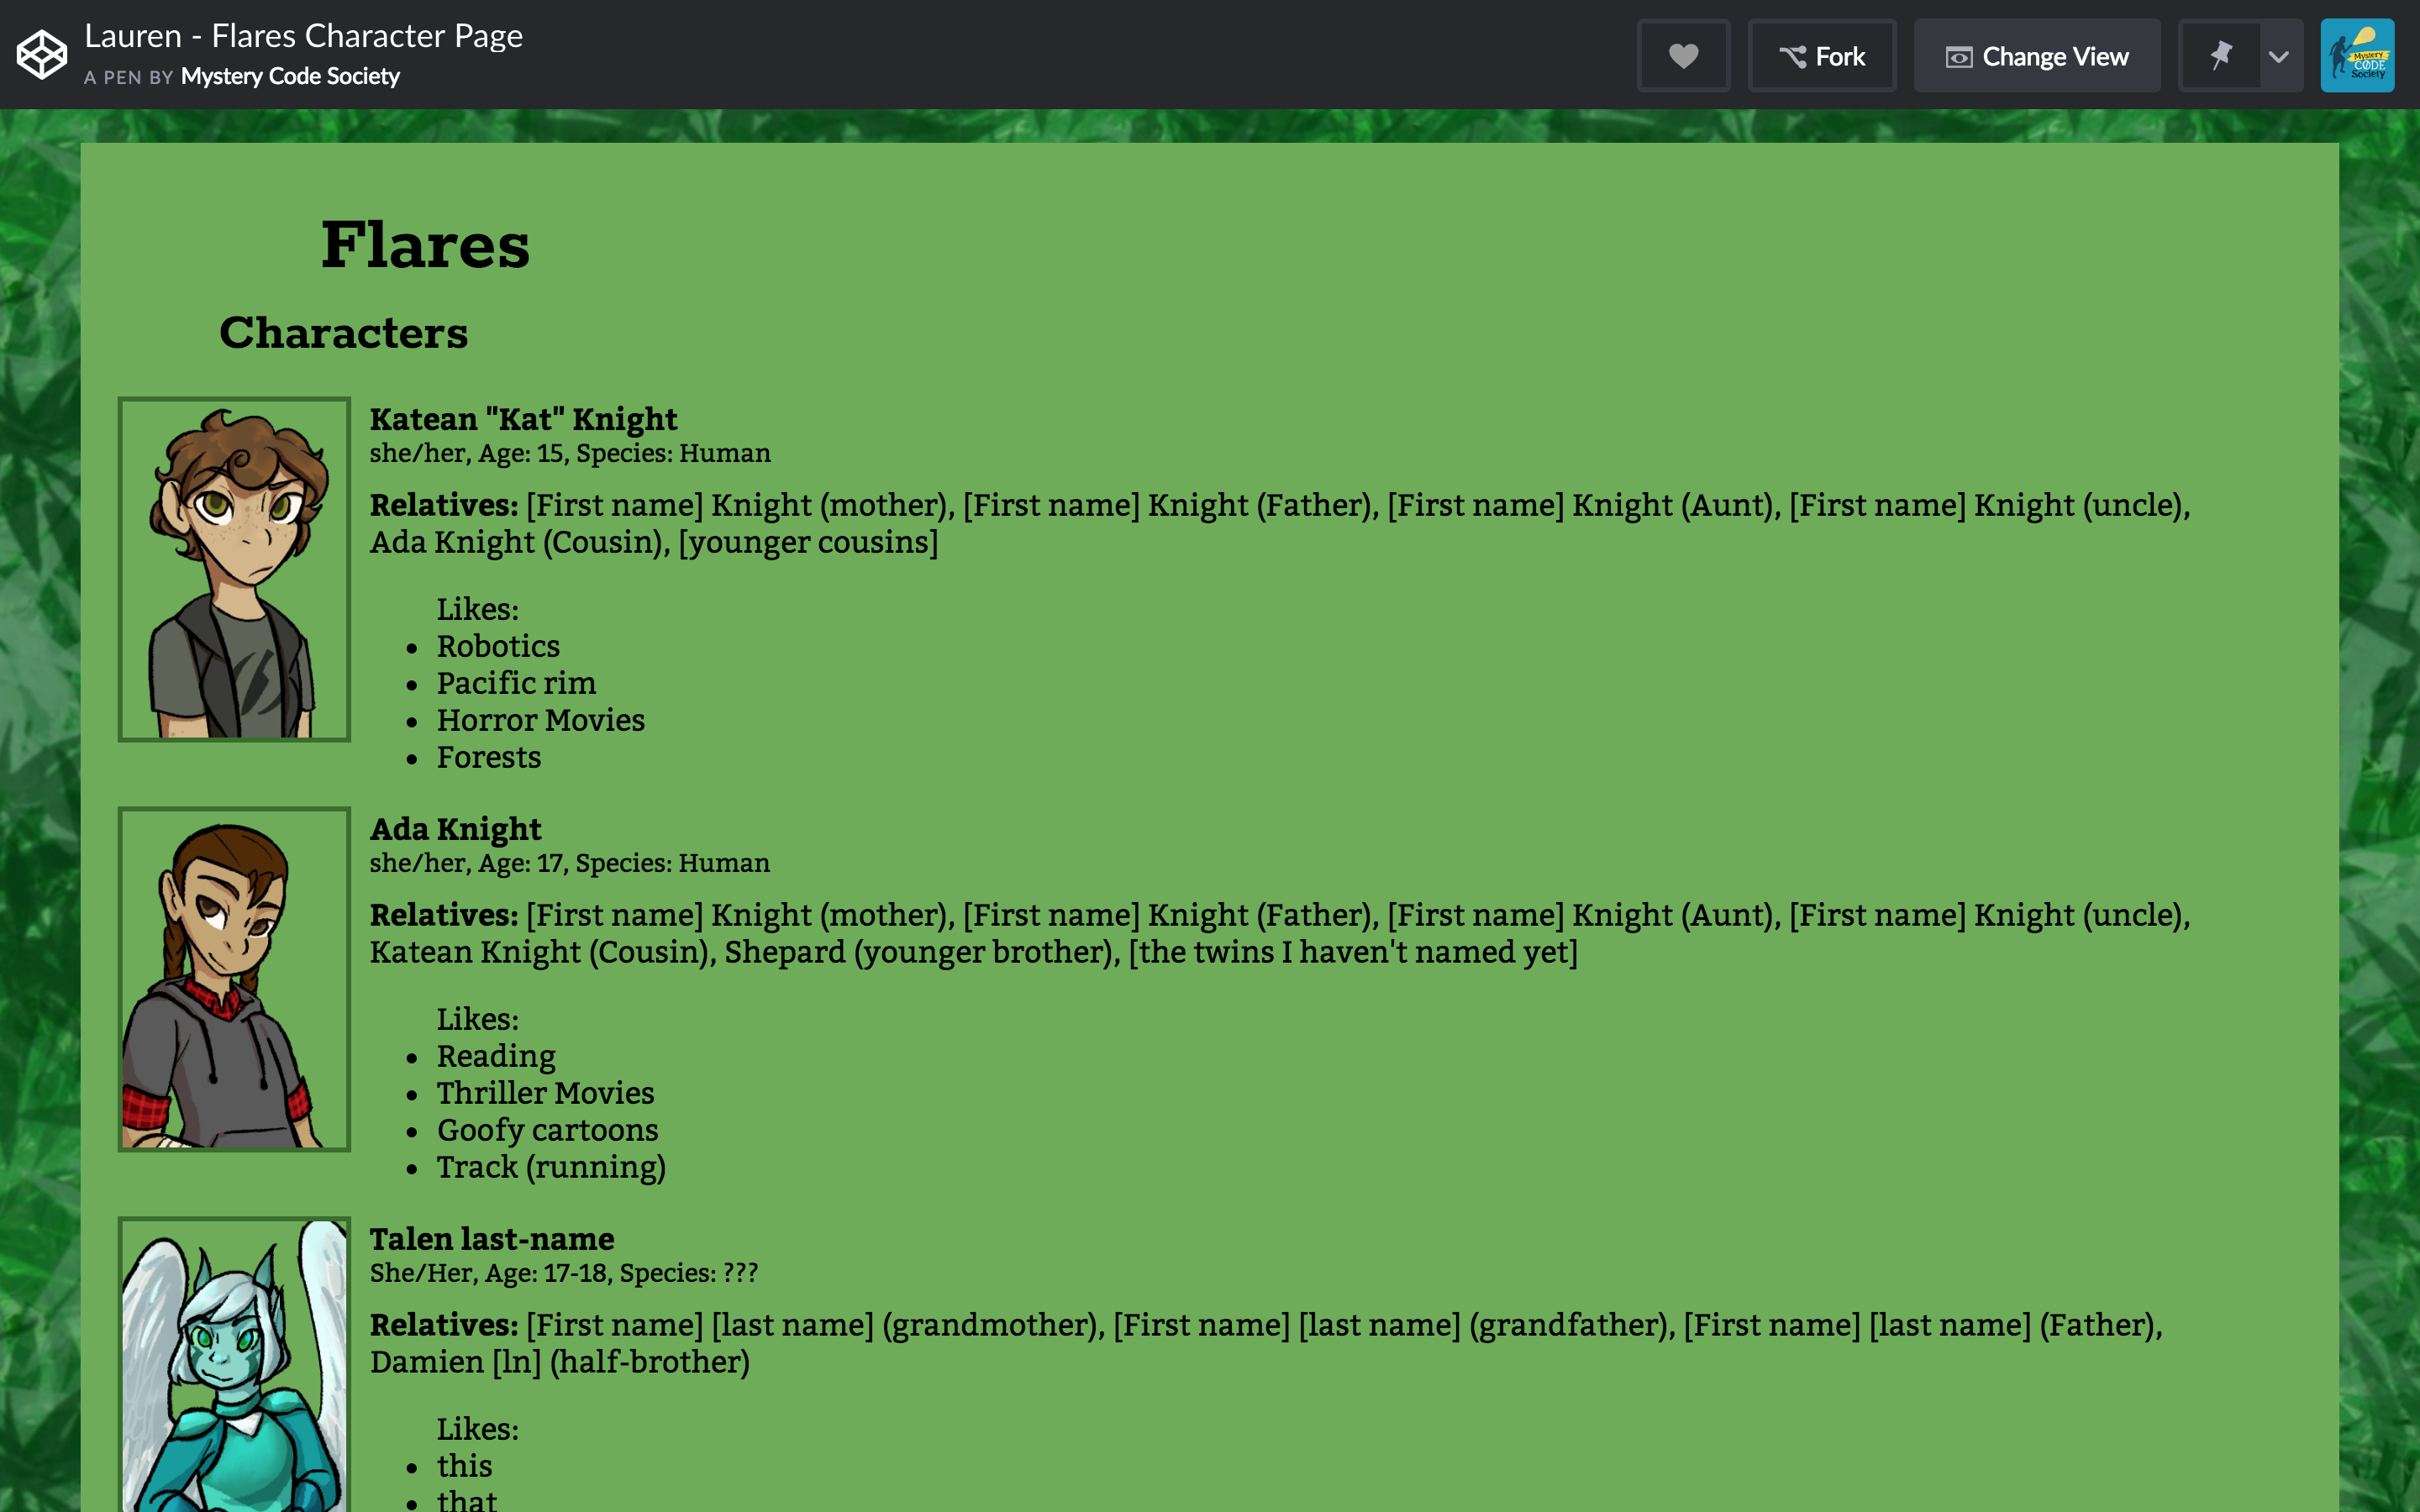 Lauren - Flares Character Page
A PEN BY Mystery Code Society
Fork
Change View
Mystery
CODE
Society
Flares
Characters
Katean "Kat" Knight
she/her, Age: 15, Species: Human
Relatives: [First name] Knight (mother), [First name] Knight (Father), [First name] Knight (Aunt), [First name] Knight (uncle),
Ada Knight (Cousin), [younger cousins]
Likes:
• Robotics
• Pacific rim
• Horror Movies
• Forests
Ada Knight
she/her, Age: 17, Species: Human
Relatives: [First name] Knight (mother), [First name] Knight (Father), [First name] Knight (Aunt), [First name] Knight (uncle),
Katean Knight (Cousin), Shepard (younger brother), [the twins I haven't named yet]
Likes:
• Reading
• Thriller Movies
• Goofy cartoons
• Track (running)
Talen last-name
She/Her, Age: 17-18, Species: ???
Relatives: [First name] [last name] (grandmother), [First name] [last name] (grandfather), [First name] [last name] (Father),
Damien [ln] (half-brother)
Likes:
• this
• that